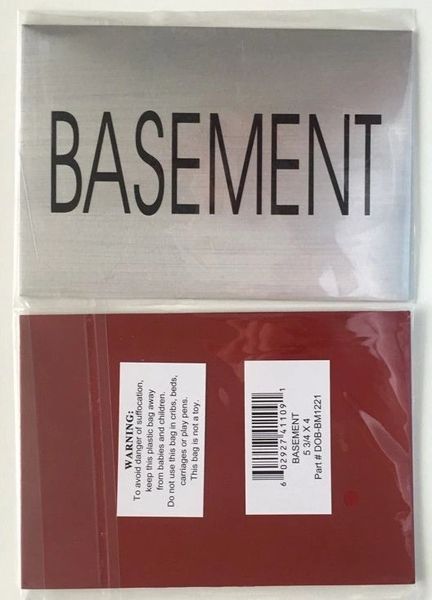 BASEMENT
WARNING:
To avoid danger of suffocation,
keep this plastic bag away
from babies and children.
Do not use this bag in cribs, beds,
carriages or play pens.
This bag is not a toy.
6 02927 41109 1
BASEMENT
5 3/4 X 4
Part # DOB-BM1221